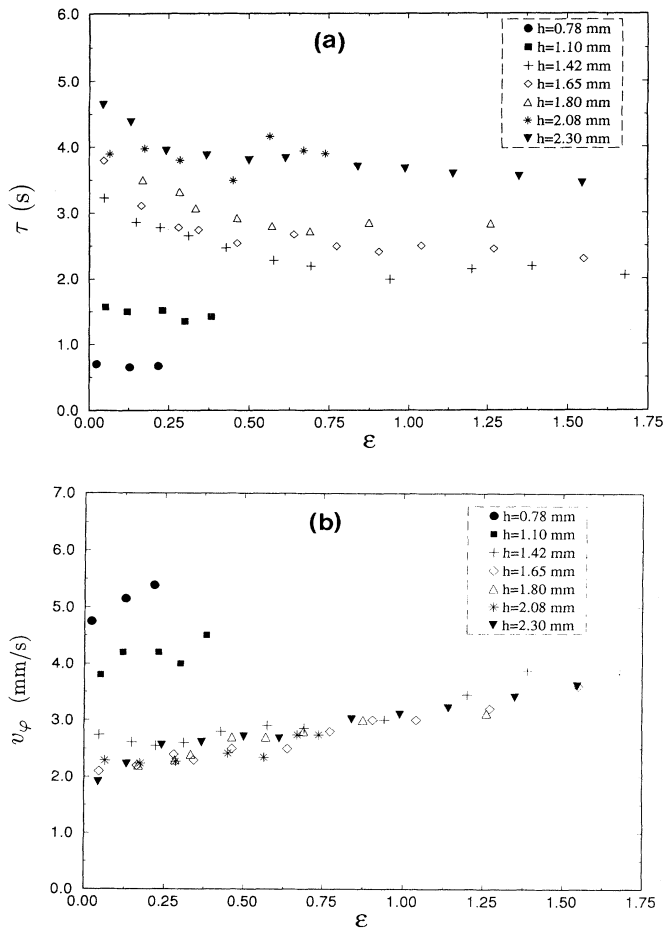 6.0
(a)
h=0.78 mm
h=1.10 mm
h=1.42 mm
h=1.65 mm
h=1.80 mm
h=2.08 mm
h=2.30 mm
5.0
4.0
τ (s)
3.0
2.0
1.0
0.0
0.00 0.25 0.50 0.75 1.00 1.25 1.50 1.75
ε
7.0
(b)
h=0.78 mm
h=1.10 mm
h=1.42 mm
h=1.65 mm
h=1.80 mm
h=2.08 mm
h=2.30 mm
6.0
5.0
4.0
vφ (mm/s)
3.0
2.0
1.0
0.0
0.00 0.25 0.50 0.75 1.00 1.25 1.50 1.75
ε